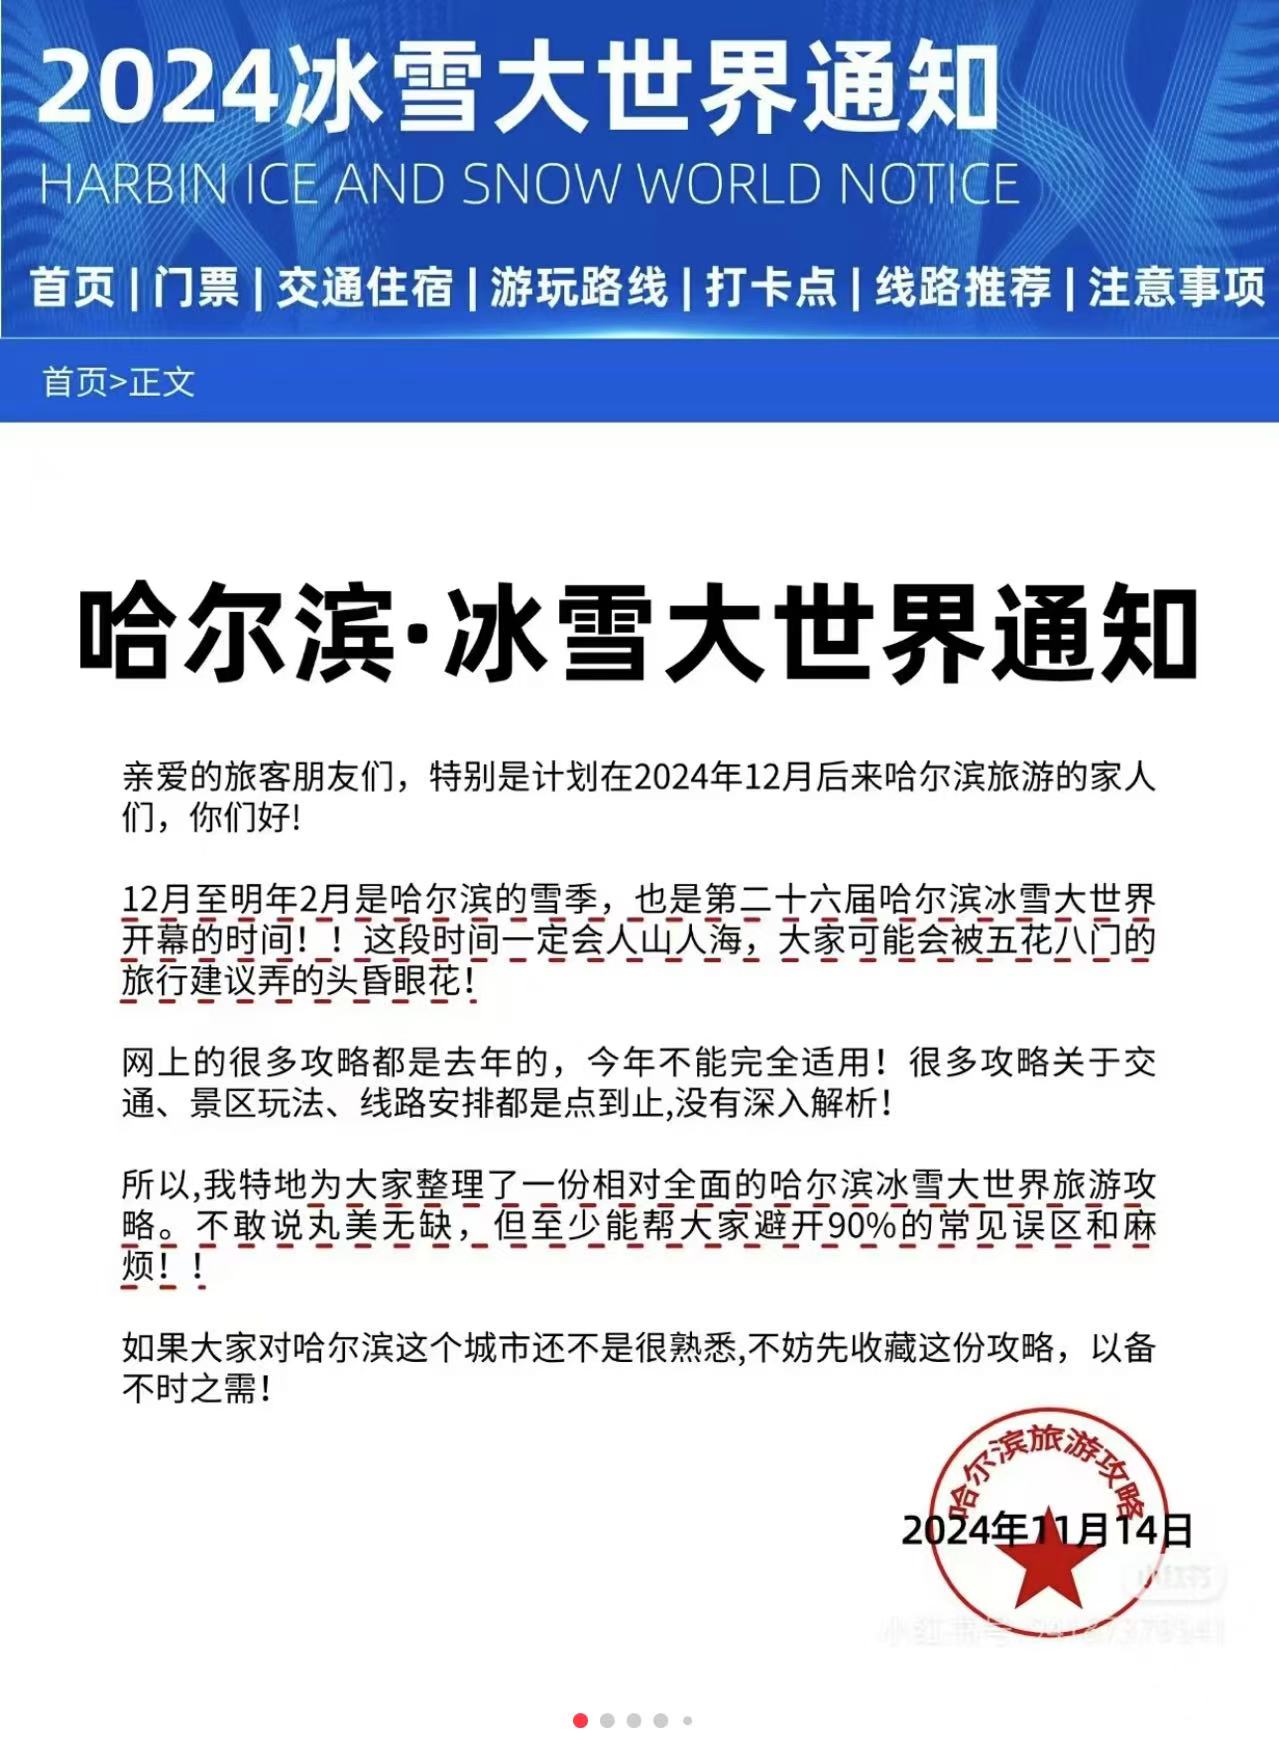 2024冰雪大世界通知
HARBIN ICE AND SNOW WORLD NOTICE
首页 | 门票 | 交通住宿 | 游玩路线 | 打卡点 | 线路推荐 | 注意事项
首页>正文
哈尔滨·冰雪大世界通知
亲爱的旅客朋友们，特别是计划在2024年12月后来哈尔滨旅游的家人
们，你们好!
12月至明年2月是哈尔滨的雪季，也是第二十六届哈尔滨冰雪大世界
开幕的时间！！这段时间一定会人山人海，大家可能会被五花八门的
旅行建议弄的头昏眼花！
网上的很多攻略都是去年的，今年不能完全适用！很多攻略关于交
通、景区玩法、线路安排都是点到止,没有深入解析！
所以,我特地为大家整理了一份相对全面的哈尔滨冰雪大世界旅游攻
略。不敢说丸美无缺，但至少能帮大家避开90%的常见误区和麻
烦！！
如果大家对哈尔滨这个城市还不是很熟悉,不妨先收藏这份攻略，以备
不时之需！
哈尔滨旅游攻略
2024年11月14日